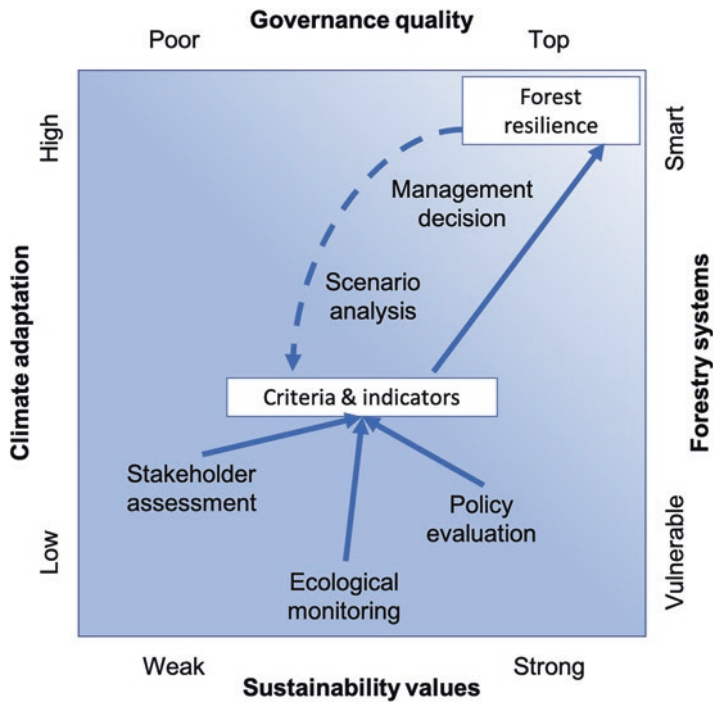 Governance quality
Poor
Top
High
Forest
resilience
Smart
Management
decision
Scenario
analysis
Climate adaptation
Forestry systems
Criteria & indicators
Stakeholder
assessment
Policy
evaluation
Low
Ecological
monitoring
Vulnerable
Weak
Strong
Sustainability values